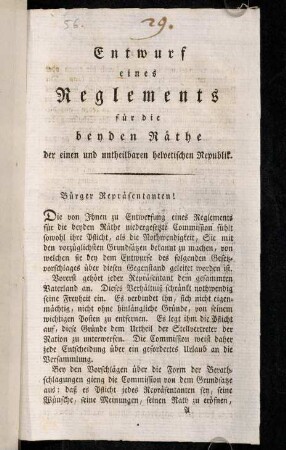 56.
29.
Entwurf
eines
Reglements
für die
beyden Räthe
der einen und untheilbaren helvetischen Republik.
Bürger Repräsentanten!
Die von Ihnen zu Entwerfung eines Reglements
für die beyden Räthe niedergesetzte Commission fühlt
sowohl ihre Pflicht, als die Nothwendigkeit, Sie mit
den vorzüglichsten Grundsätzen bekannt zu machen, von
welchen sie bey dem Entwurfe des folgenden Gesetz-
vorschlages über diesen Gegenstand geleitet worden ist.
Vorerst gehört jeder Repräsentant dem gesammten
Vaterland an. Dieses Verhältniß schränkt nothwendig
seine Freyheit ein. Es verbindet ihn, sich nicht eigen-
mächtig, nicht ohne hinlängliche Gründe, von seinem
wichtigen Posten zu entfernen. Es legt ihm die Pflicht
auf, diese Gründe dem Urtheil der Stellvertreter der
Nation zu unterwerfen. Die Commission weist daher
jede Entscheidung über ein gefordertes Urlaub an die
Versammlung.
Bey den Vorschlägen über die Form der Berath-
schlagungen gieng die Commission von dem Grundsatze
aus: daß es Pflicht jedes Repräsentanten sey, seine
Wünsche, seine Meinungen, seinen Rath zu eröfnen,
A